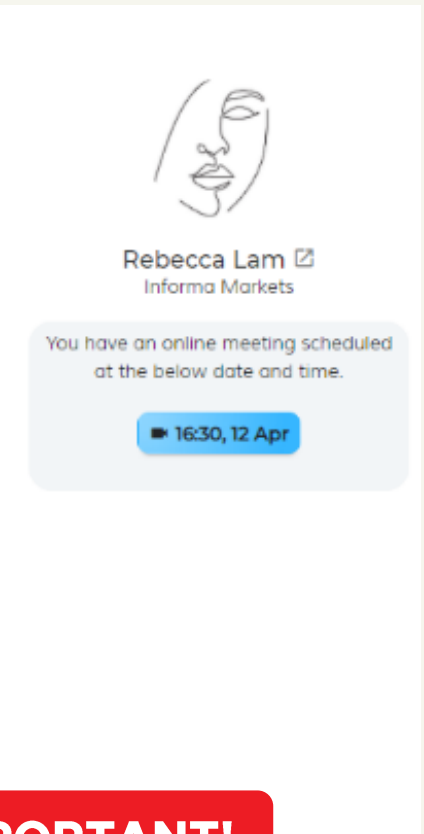 Rebecca Lam
Informa Markets
You have an online meeting scheduled
at the below date and time.
16:30, 12 Apr
PORTANT!